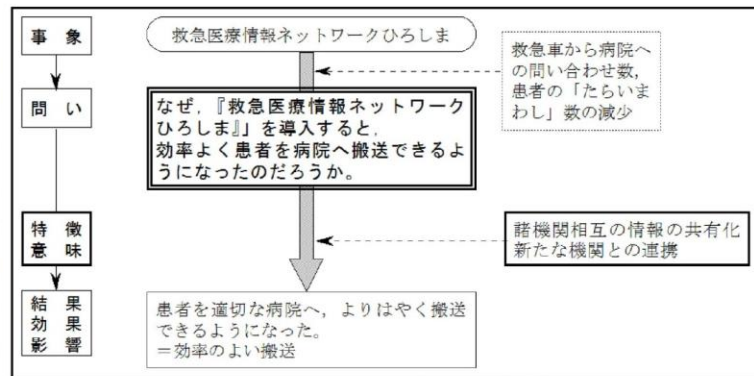 事 象
救急医療情報ネットワークひろしま
救急車から病院へ
の問い合わせ数,
患者の「たらいま
わし」数の減少
問 い
なぜ,『救急医療情報ネットワーク
ひろしま』」を導入すると,
効率よく患者を病院へ搬送できるよ
うになったのだろうか。
特 徴
意 味
諸機関相互の情報の共有化
新たな機関との連携
結 果
効 果
影 響
患者を適切な病院へ, よりはやく搬送
できるようになった。
=効率のよい搬送